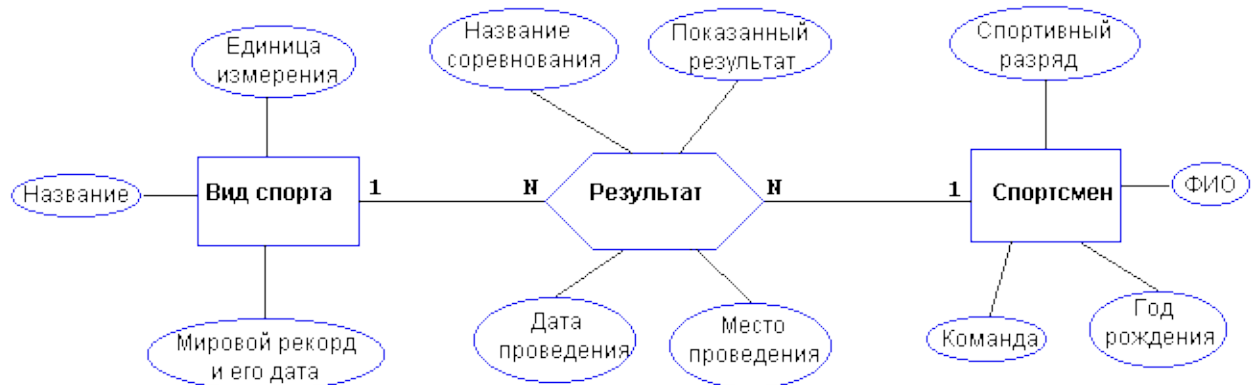 Единица
измерения
Название
соревнования
Показанный
результат
Спортивный
разряд
Название
Вид спорта
1
N
Результат
N
1
Спортсмен
ФИО
Мировой рекорд
и его дата
Дата
проведения
Место
проведения
Команда
Год
рождения